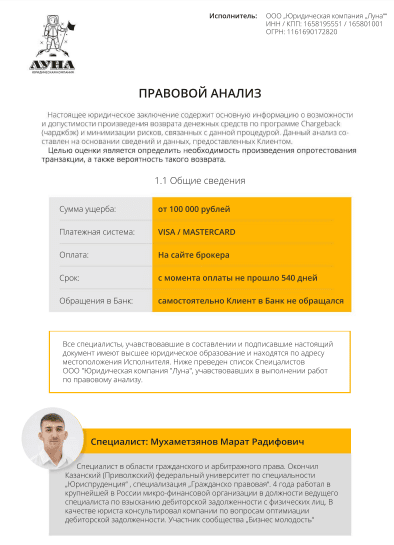 Исполнитель: ООО „Юридическая компания „Луна""
ИНН / КПП: 1658195551 / 165801001
ОГРН: 1161690172820
ЛУНА
ЮРИДИЧЕСКАЯ КОМПАНИЯ
ПРАВОВОЙ АНАЛИЗ
Настоящее юридическое заключение содержит основную информацию о возможности
и допустимости произведения возврата денежных средств по программе Chargeback
(чарджбэк) и минимизации рисков, связанных с данной процедурой. Данный анализ со-
ставлен на основании сведений и данных, предоставленных Клиентом.
Целью оценки является определить необходимость произведения опротестования
транзакции, а также вероятность такого возврата.
1.1 Общие сведения
Сумма ущерба: от 100 000 рублей
Платежная система: VISA / MASTERCARD
Оплата: На сайте брокера
Срок: с момента оплаты не прошло 540 дней
Обращения в Банк: самостоятельно Клиент в Банк не обращался
Все специалисты, учавствовавшие в составлении и подписавшие настоящий
документ имеют высшее юридическое образование и находятся по адресу
местоположения Исполнителя. Ниже преведен список Спеицалистов
ООО "Юридическая компания "Луна", учавствовавших в выполнении работ
по правовому анализу.
Специалист: Мухаметзянов Марат Радифович
Специалист в области гражданского и арбитражного права. Окончил
Казанский (Приволжский) федеральный университет по специальности
„Юриспруденция" , специализация „Гражданско правовая". 4 года работал в
крупнейшей в России микро-финансовой организации в должности ведущего
специалиста по взысканию дебиторской задолженности с физических лиц. В
качестве юриста консультировал компании по вопросам оптимиации
дебиторской задолженности. Участник сообщества „Бизнес молодость"